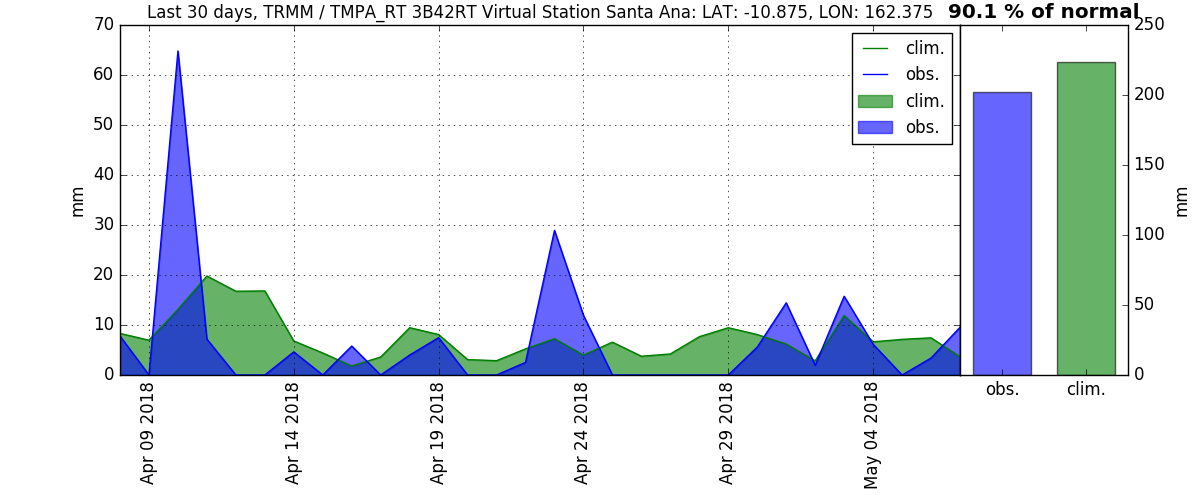 Last 30 days, TRMM / TMPA_RT 3B42RT Virtual Station Santa Ana: LAT: -10.875, LON: 162.375
90.1 % of normal
70
60
50
40
30
20
10
0
mm
clim.
obs.
clim.
obs.
Apr 09 2018
Apr 14 2018
Apr 19 2018
Apr 24 2018
Apr 29 2018
May 04 2018
250
200
150
100
50
0
mm
obs.
clim.